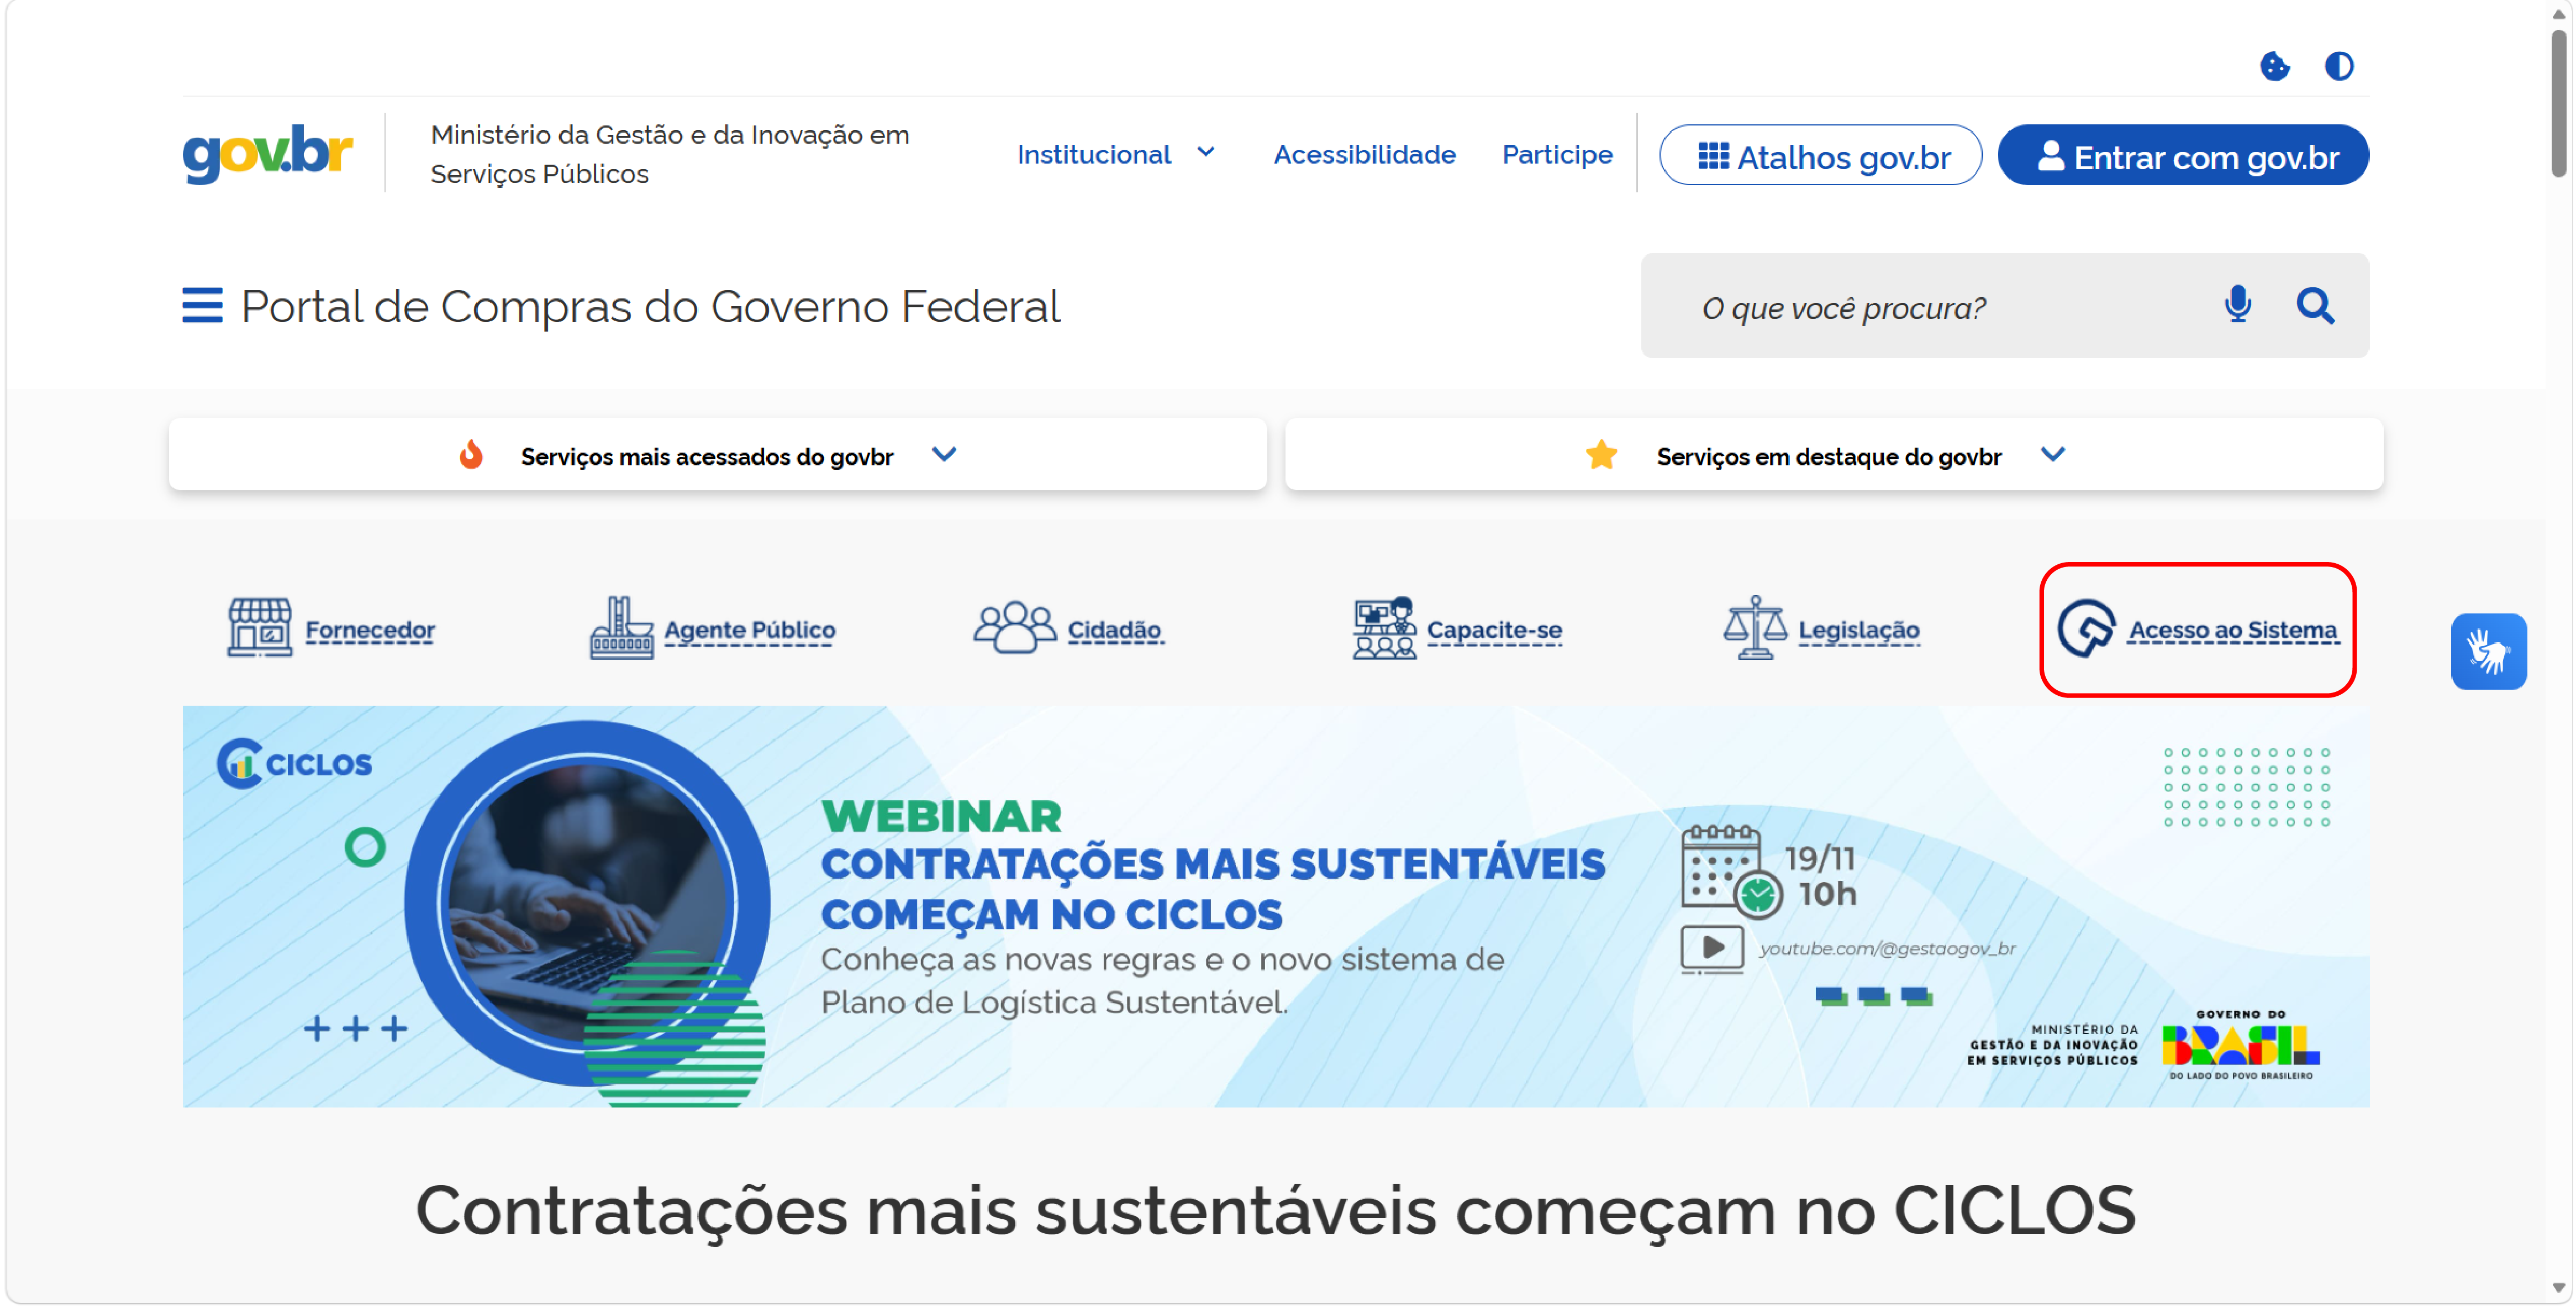 gov.br
Ministério da Gestão e da Inovação em
Serviços Públicos
Institucional
Acessibilidade
Participe
Atalhos gov.br
Entrar com gov.br
Portal de Compras do Governo Federal
O que você procura?
Serviços mais acessados do govbr
Serviços em destaque do govbr
Fornecedor
Agente Público
Cidadão
Capacite-se
Legislação
Acesso ao Sistema
CICLOS
WEBINAR
CONTRATAÇÕES MAIS SUSTENTÁVEIS
COMEÇAM NO CICLOS
Conheça as novas regras e o novo sistema de
Plano de Logística Sustentável.
19/11
10h
youtube.com/@gestaogov_br
MINISTÉRIO DA
GESTÃO E DA INOVAÇÃO
EM SERVIÇOS PÚBLICOS
GOVERNO DO
BRASIL
DO LADO DO POVO BRASILEIRO
Contratações mais sustentáveis começam no CICLOS